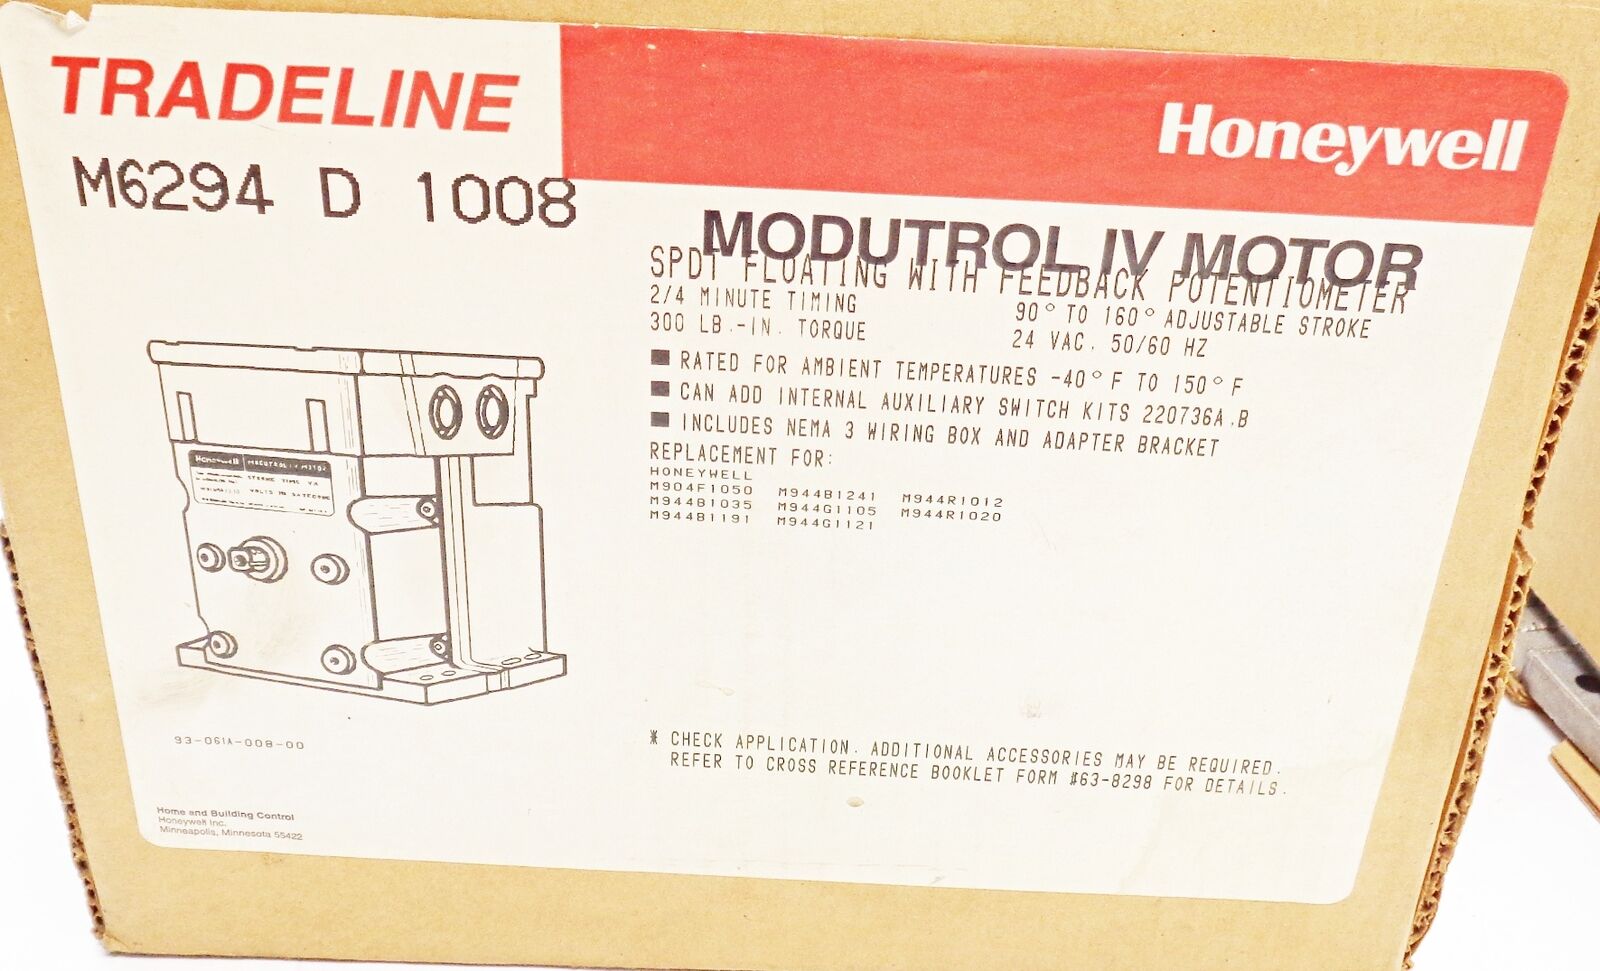 TRADELINE
Honeywell
M6294 D 1008
MODUTROL IV MOTOR
SPDT FLOATING WITH FEEDBACK POTENTIOMETER
2/4 MINUTE TIMING 90° TO 160° ADJUSTABLE STROKE
300 LB.-IN. TORQUE 24 VAC, 50/60 HZ
■ RATED FOR AMBIENT TEMPERATURES -40° F TO 150° F
■ CAN ADD INTERNAL AUXILIARY SWITCH KITS 220736A,B
■ INCLUDES NEMA 3 WIRING BOX AND ADAPTER BRACKET
REPLACEMENT FOR:
HONEYWELL
M904F1050 M944B1241 M944R1012
M944B1035 M944G1105 M944R1020
M944B1191 M944G1121
Honeywell MODUTROL IV MOTOR
93-061A-008-00
* CHECK APPLICATION. ADDITIONAL ACCESSORIES MAY BE REQUIRED.
REFER TO CROSS REFERENCE BOOKLET FORM #63-8298 FOR DETAILS.
Home and Building Control
Honeywell Inc.
Minneapolis, Minnesota 55422